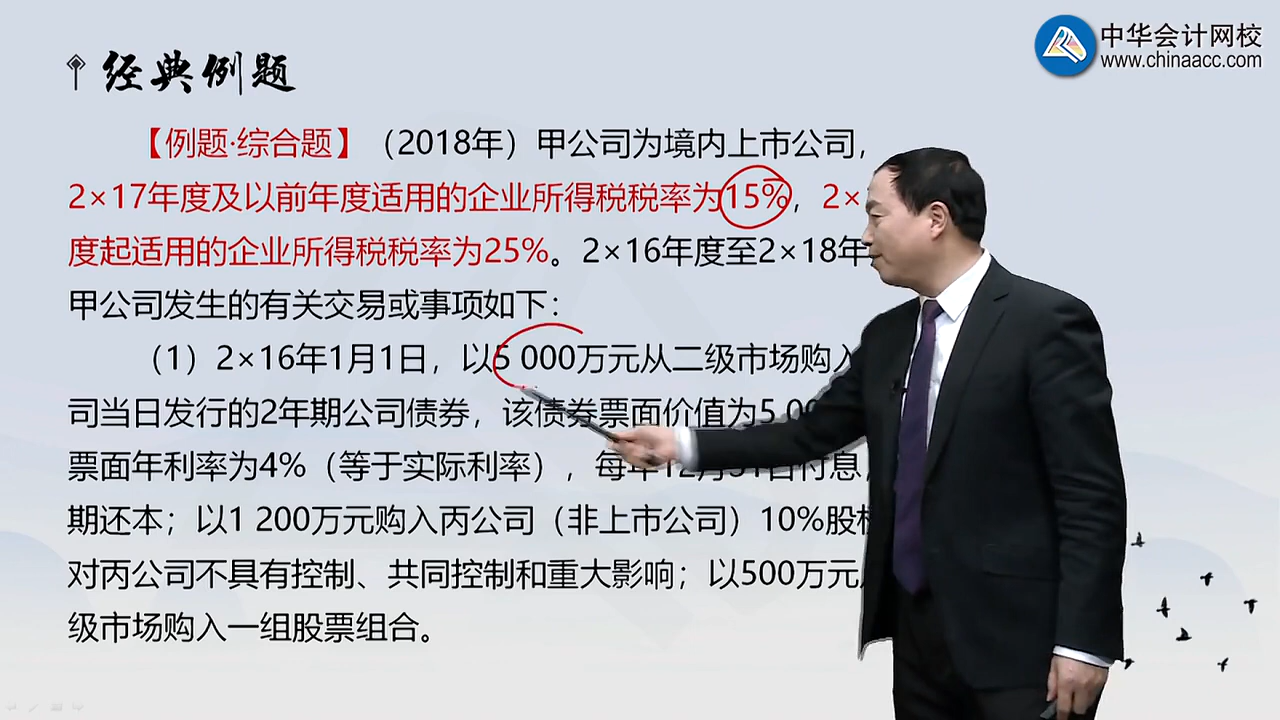 中华会计网校
www.chinaacc.com
经典例题
【例题·综合题】（2018年）甲公司为境内上市公司，
2×17年度及以前年度适用的企业所得税税率为15%，2×
度起适用的企业所得税税率为25%。2×16年度至2×18年
甲公司发生的有关交易或事项如下：
（1）2×16年1月1日，以5 000万元从二级市场购入
司当日发行的2年期公司债券，该债券票面价值为5 00
票面年利率为4%（等于实际利率），每年12月31日付息，
期还本；以1 200万元购入丙公司（非上市公司）10%股权
对丙公司不具有控制、共同控制和重大影响；以500万元
级市场购入一组股票组合。